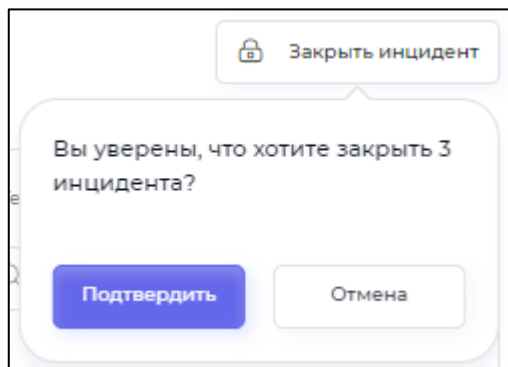 Закрыть инцидент
Вы уверены, что хотите закрыть 3
инцидента?
Подтвердить
Отмена